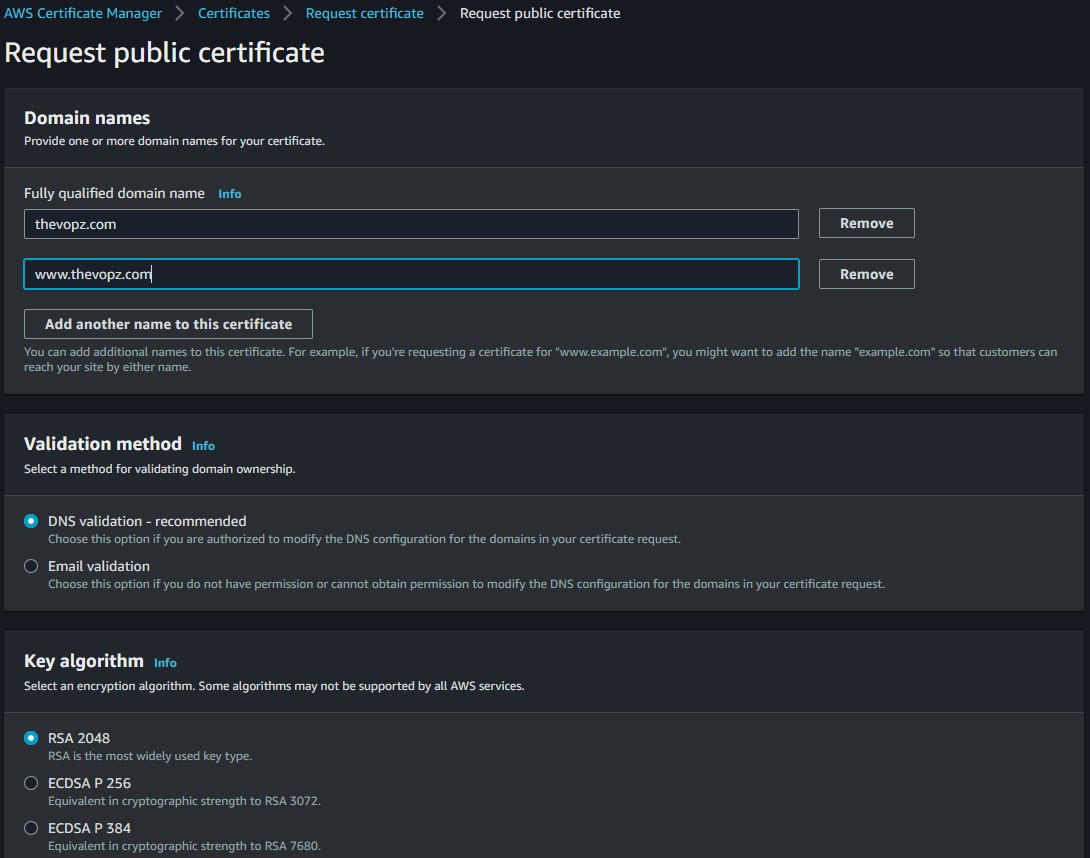 AWS Certificate Manager > Certificates > Request certificate > Request public certificate
Request public certificate
Domain names
Provide one or more domain names for your certificate.
Fully qualified domain name Info
thevopz.com Remove
www.thevopz.com Remove
Add another name to this certificate
You can add additional names to this certificate. For example, if you're requesting a certificate for "www.example.com", you might want to add the name "example.com" so that customers can
reach your site by either name.
Validation method Info
Select a method for validating domain ownership.
DNS validation - recommended
Choose this option if you are authorized to modify the DNS configuration for the domains in your certificate request.
Email validation
Choose this option if you do not have permission or cannot obtain permission to modify the DNS configuration for the domains in your certificate request.
Key algorithm Info
Select an encryption algorithm. Some algorithms may not be supported by all AWS services.
RSA 2048
RSA is the most widely used key type.
ECDSA P 256
Equivalent in cryptographic strength to RSA 3072.
ECDSA P 384
Equivalent in cryptographic strength to RSA 7680.